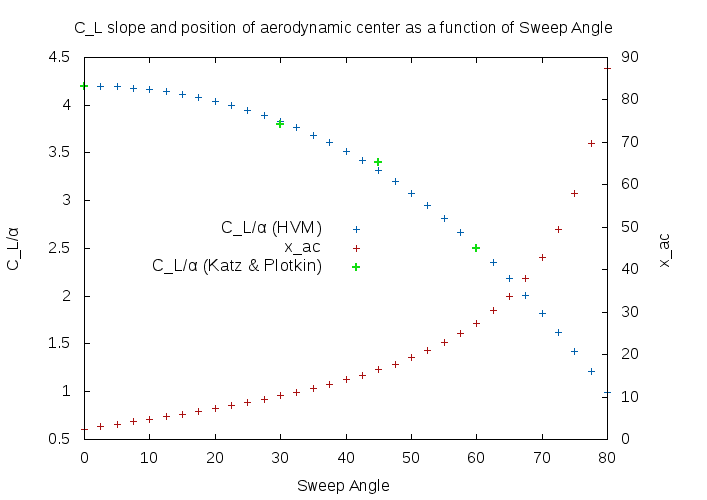 C_L slope and position of aerodynamic center as a function of Sweep Angle
4.5
4
3.5
3
2.5
2
1.5
1
0.5
C_L/α
C_L/α (HVM)
x_ac
C_L/α (Katz & Plotkin)
90
80
70
60
50
40
30
20
10
0
x_ac
0 10 20 30 40 50 60 70 80
Sweep Angle